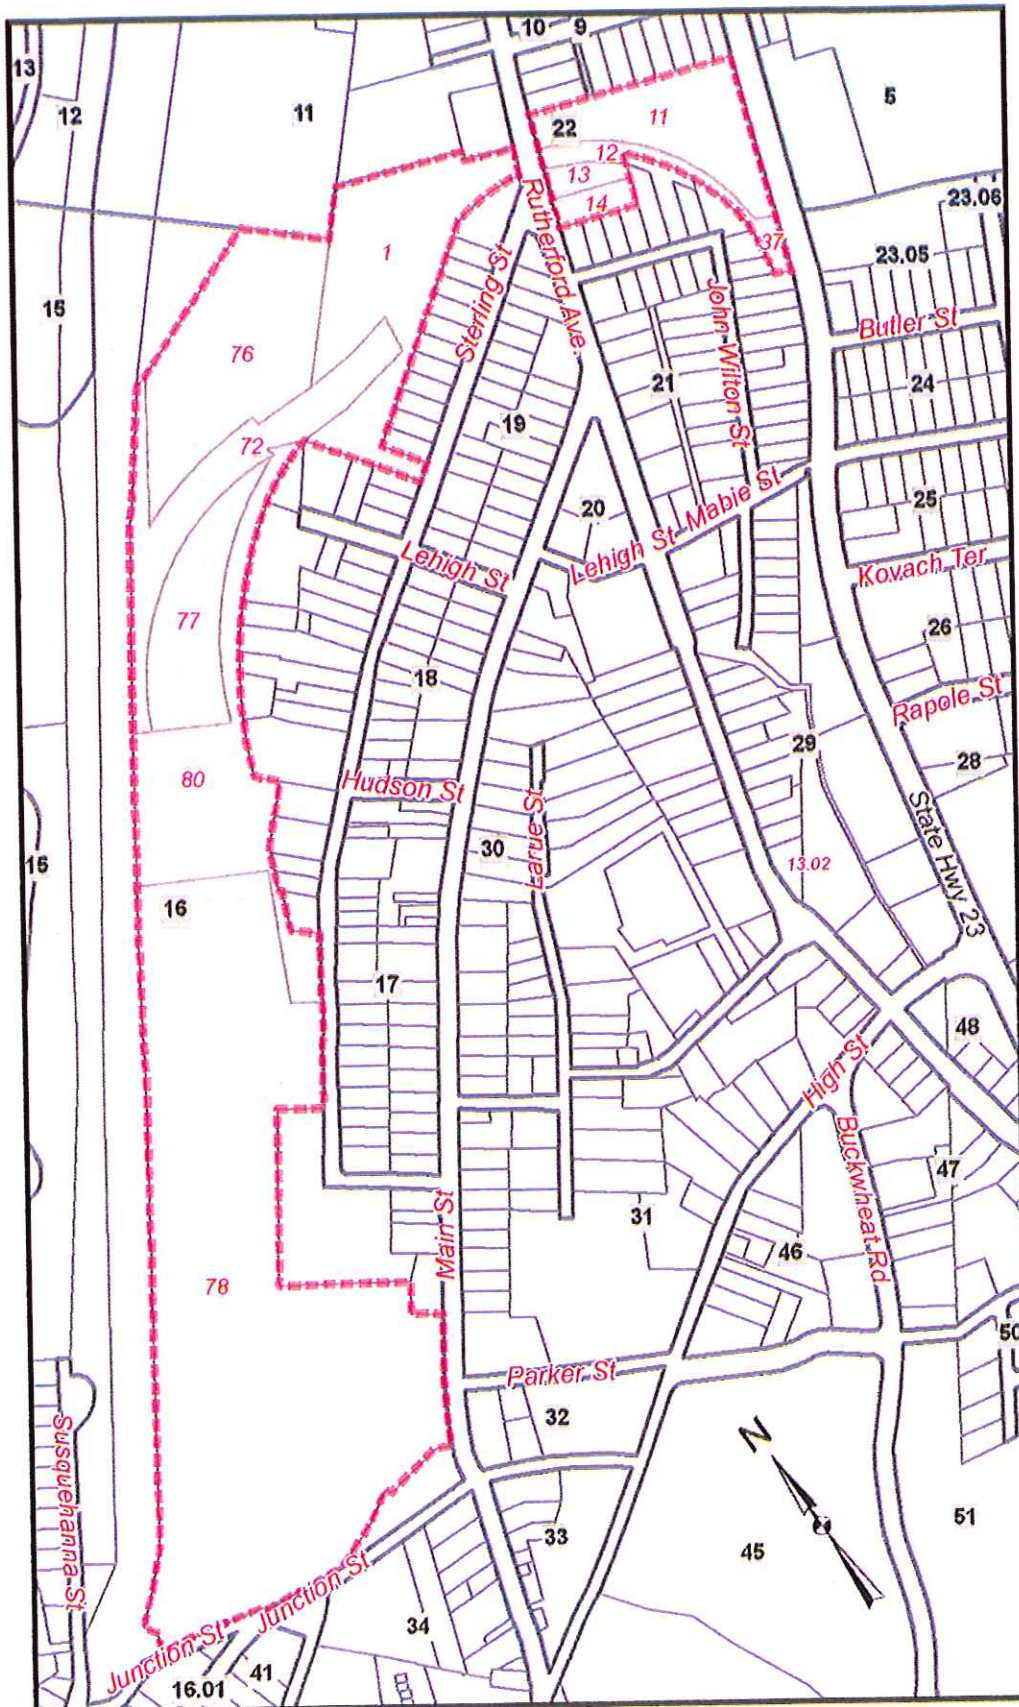 10
9
13
12
11
5
22
11
12
13
14
37
23.06
23.05
Rutherford Ave.
1
Sterling St
John Wilton St
Butler St
15
76
21
24
19
72
20
Mabie St
25
Lehigh St
Lehigh St
Kovach Ter
77
26
18
Rapole St
29
28
80
Hudson St
Larue St
State Hwy 23
30
15
13.02
16
17
48
High St
Buckwheat Rd
47
31
Main St
46
78
50
Parker St
32
N
Susquehanna St
33
51
45
Junction St
34
Junction St
41
16.01